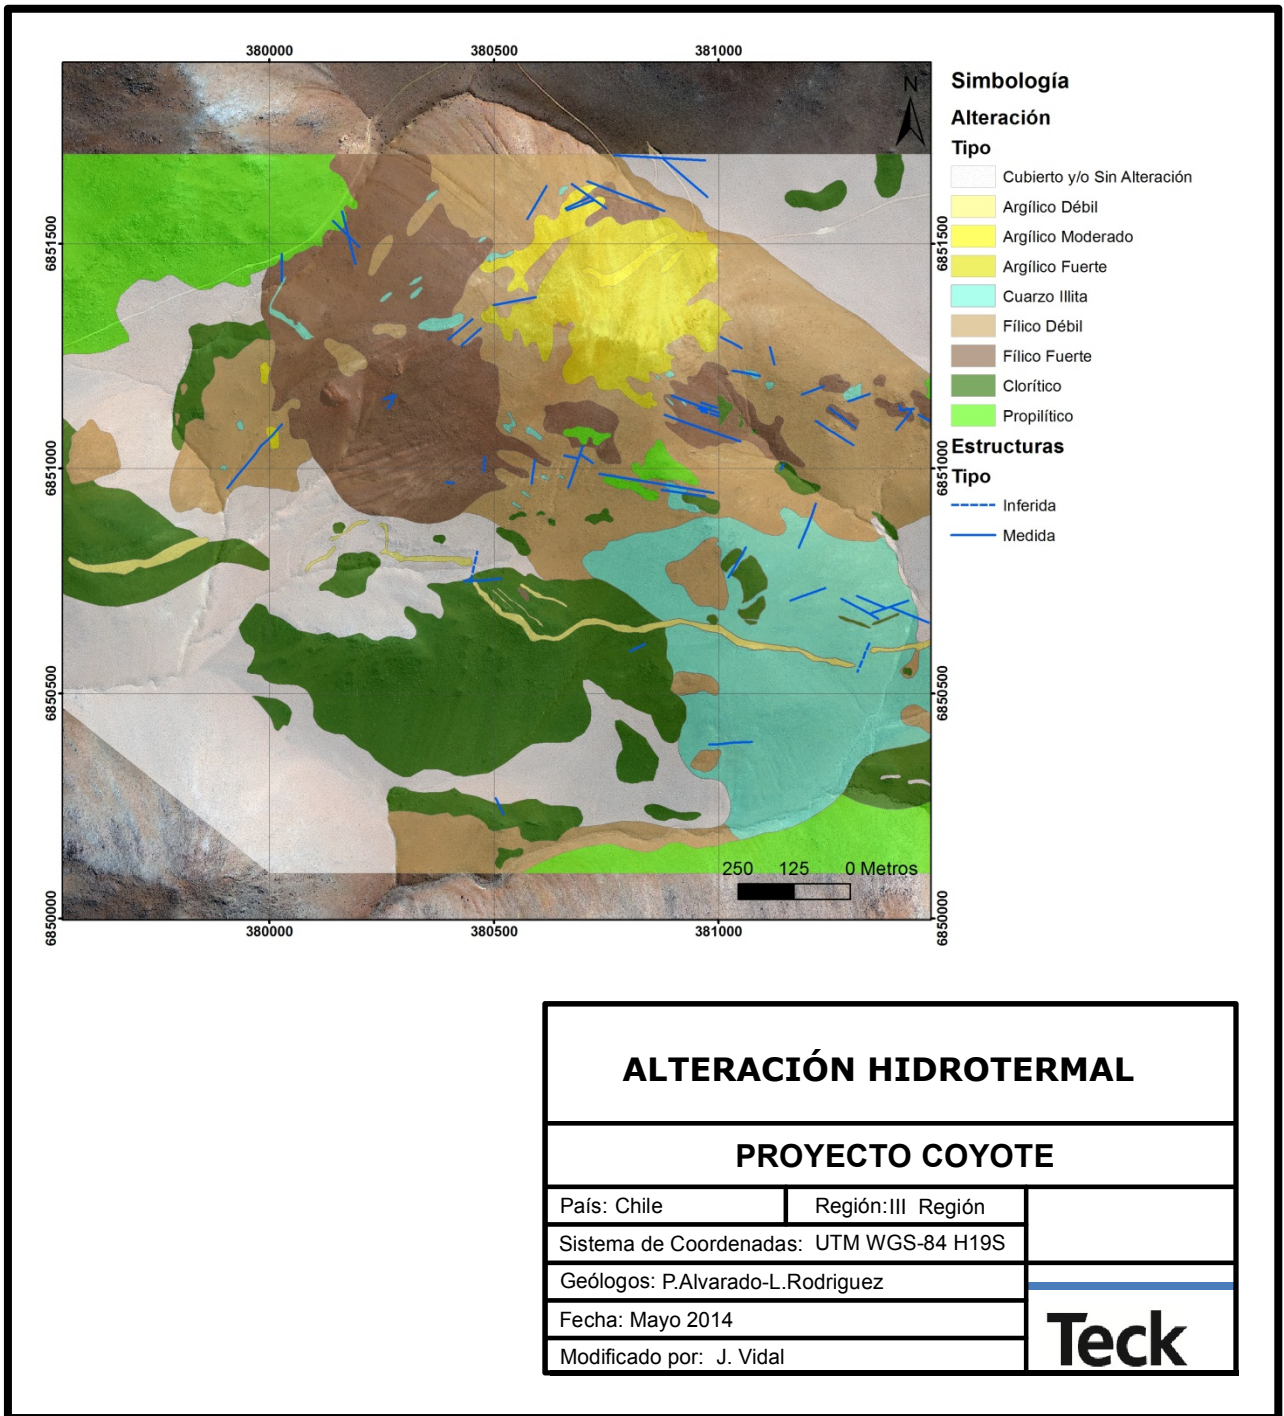 380000
380500
381000
N
6851500
6851000
6850500
6850000
6851500
6851000
6850500
6850000
250 125 0 Metros
380000
380500
381000
Simbología
Alteración
Tipo
Cubierto y/o Sin Alteración
Argílico Débil
Argílico Moderado
Argílico Fuerte
Cuarzo Illita
Fílico Débil
Fílico Fuerte
Clorítico
Propilítico
Estructuras
Tipo
Inferida
Medida
ALTERACIÓN HIDROTERMAL
PROYECTO COYOTE
País: Chile
Región:III Región
Sistema de Coordenadas: UTM WGS-84 H19S
Geólogos: P.Alvarado-L.Rodriguez
Fecha: Mayo 2014
Modificado por: J. Vidal
Teck